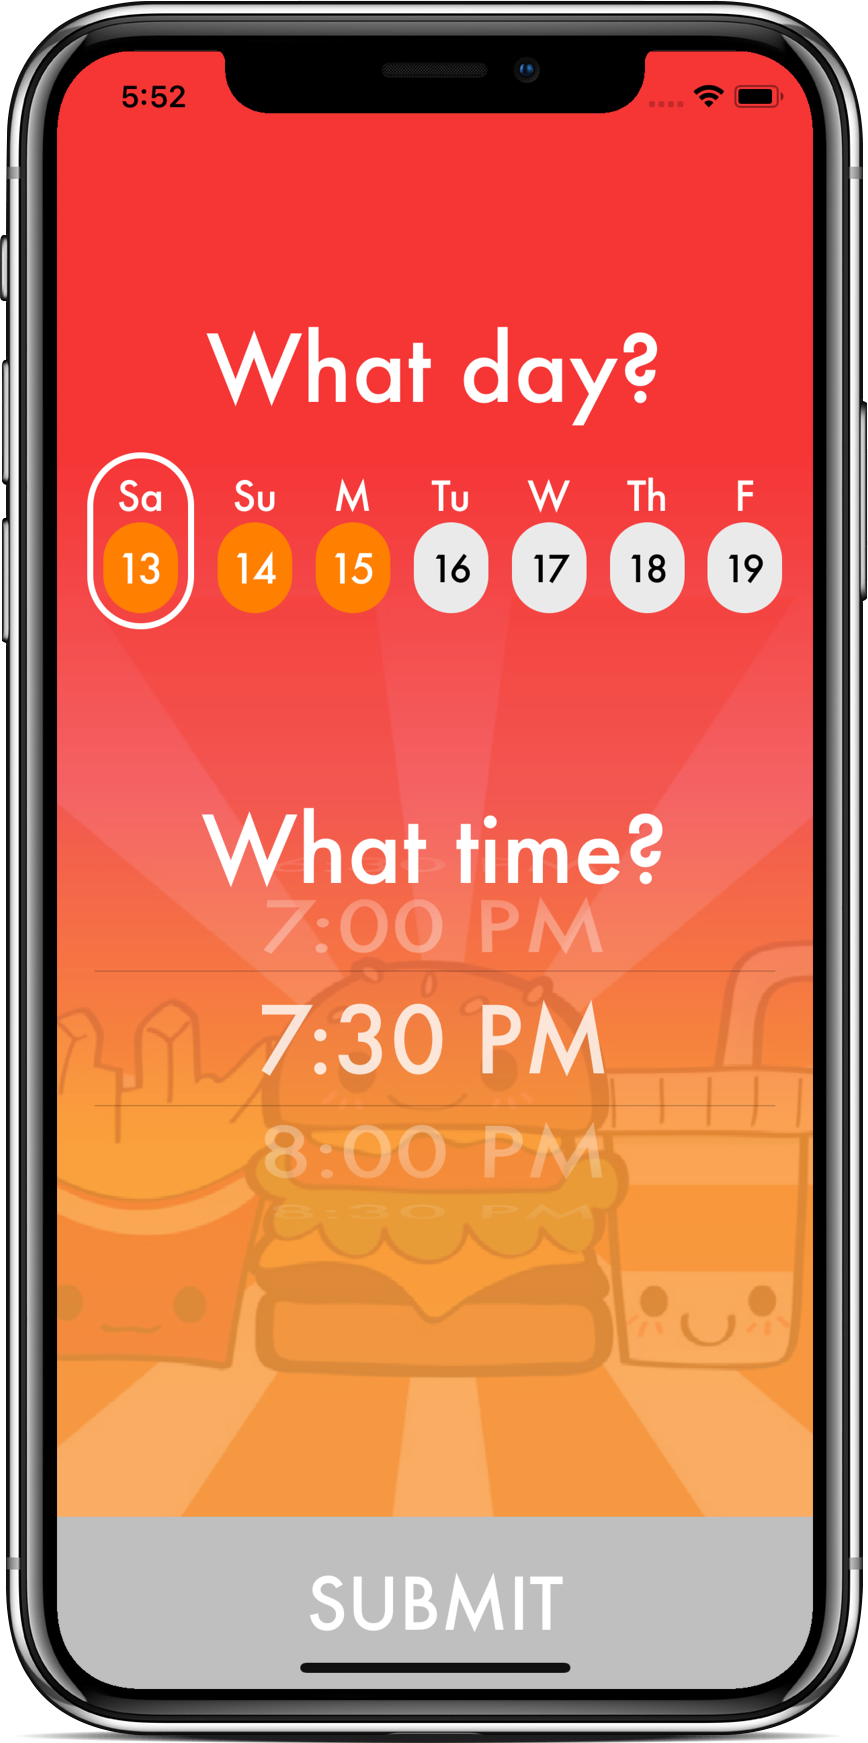 5:52
What day?
Sa Su M Tu W Th F
13 14 15 16 17 18 19
What time?
7:00 PM
7:30 PM
8:00 PM
8:30 PM
SUBMIT